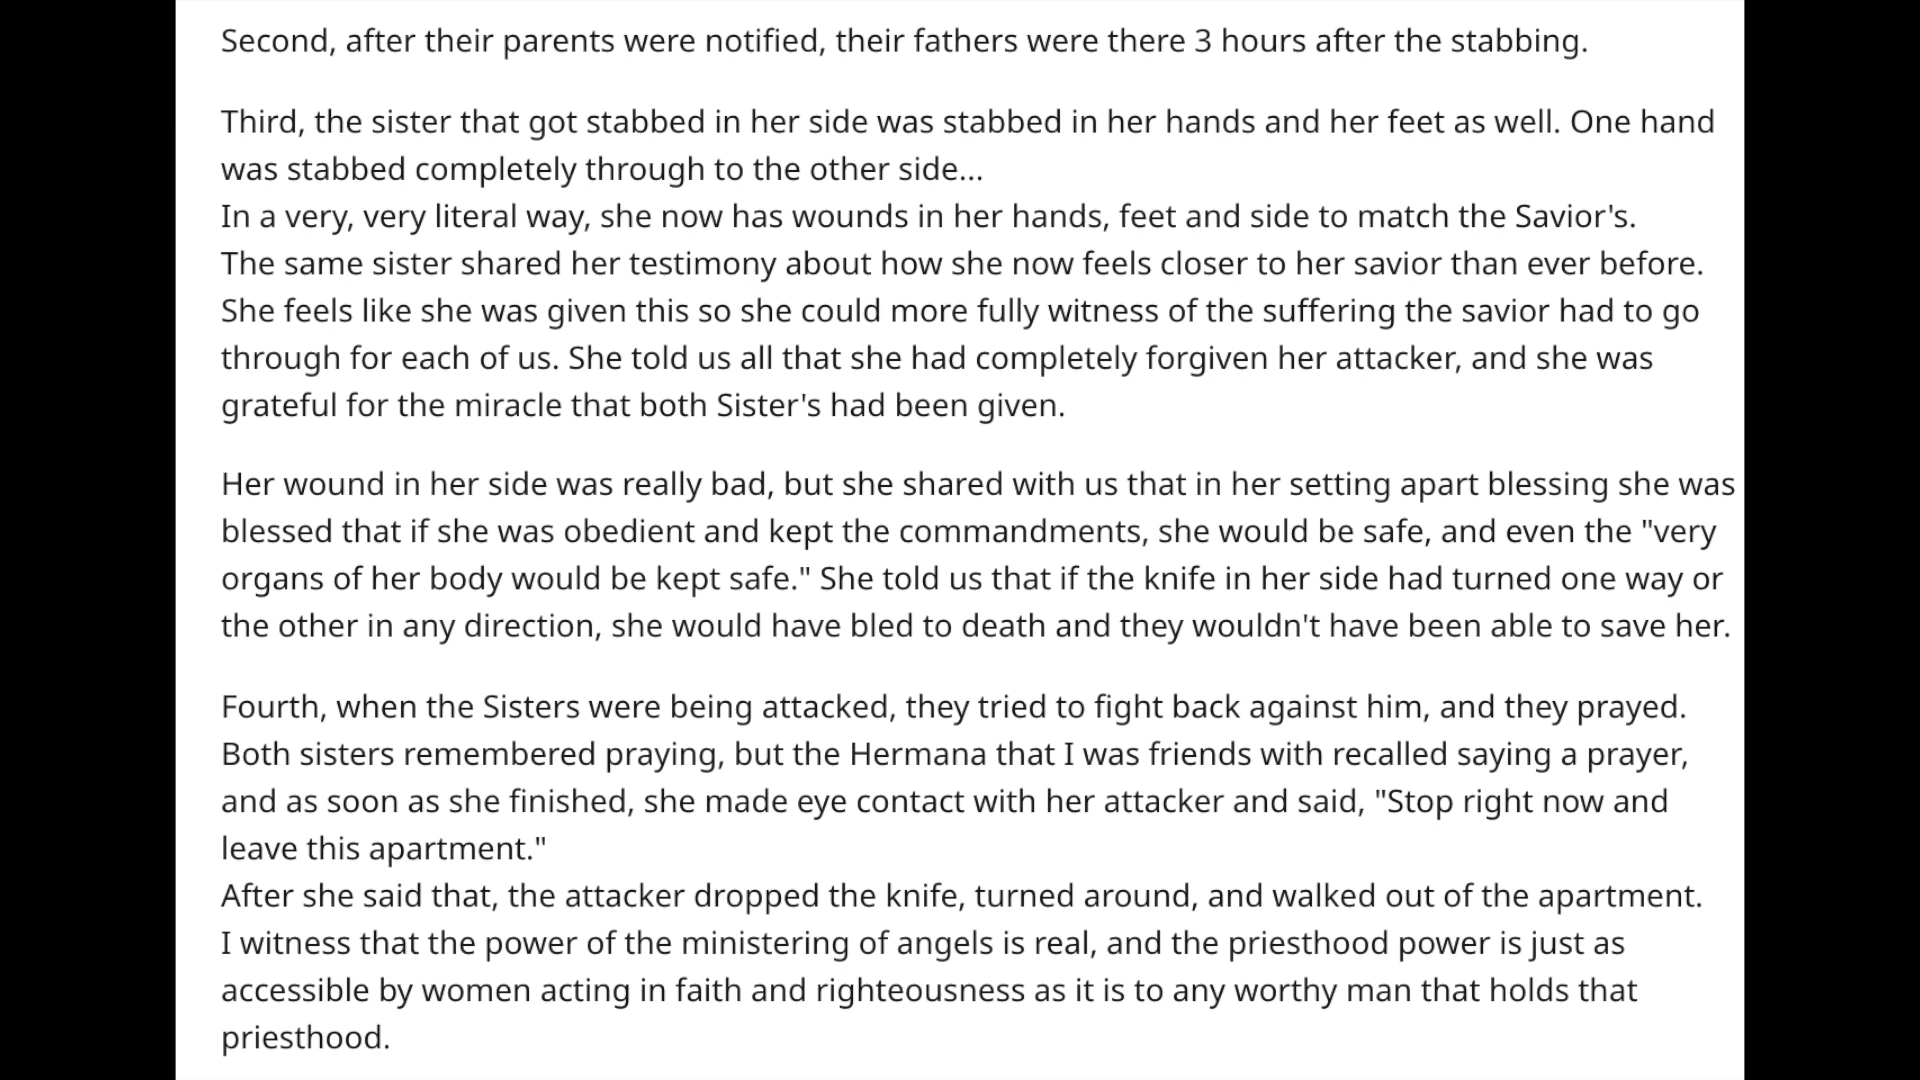 Second, after their parents were notified, their fathers were there 3 hours after the stabbing.
Third, the sister that got stabbed in her side was stabbed in her hands and her feet as well. One hand
was stabbed completely through to the other side...
In a very, very literal way, she now has wounds in her hands, feet and side to match the Savior's.
The same sister shared her testimony about how she now feels closer to her savior than ever before.
She feels like she was given this so she could more fully witness of the suffering the savior had to go
through for each of us. She told us all that she had completely forgiven her attacker, and she was
grateful for the miracle that both Sister's had been given.
Her wound in her side was really bad, but she shared with us that in her setting apart blessing she was
blessed that if she was obedient and kept the commandments, she would be safe, and even the "very
organs of her body would be kept safe." She told us that if the knife in her side had turned one way or
the other in any direction, she would have bled to death and they wouldn't have been able to save her.
Fourth, when the Sisters were being attacked, they tried to fight back against him, and they prayed.
Both sisters remembered praying, but the Hermana that I was friends with recalled saying a prayer,
and as soon as she finished, she made eye contact with her attacker and said, "Stop right now and
leave this apartment."
After she said that, the attacker dropped the knife, turned around, and walked out of the apartment.
I witness that the power of the ministering of angels is real, and the priesthood power is just as
accessible by women acting in faith and righteousness as it is to any worthy man that holds that
priesthood.